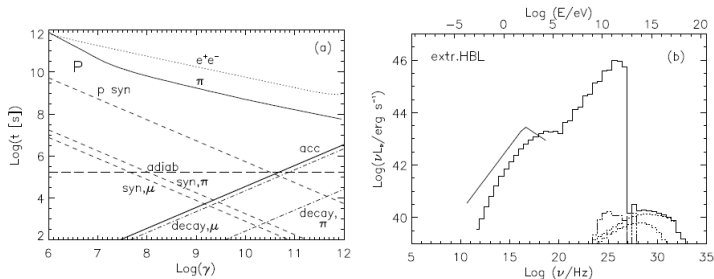 (a)
e⁺e⁻
P
π
p syn
acc
adiab
syn,π
syn,μ
decay,μ
decay,
π
12
10
8
6
4
2
6 7 8 9 10 11 12
Log(t [s])
Log(γ)
Log (E/eV)
-5 0 5 10 15 20
extr.HBL
(b)
46
44
42
40
Log(νLᵥ/erg s⁻¹)
5 10 15 20 25 30 35
Log (ν/Hz)